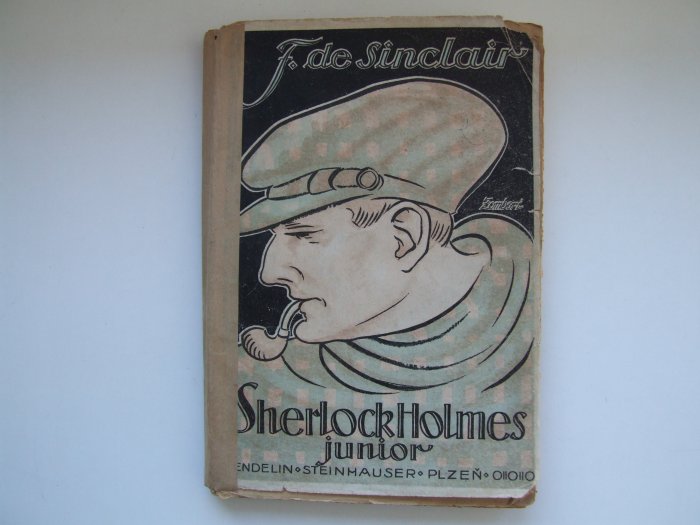 F. de Sinclair
Sherlock Holmes
junior
ENDELIN STEINHAUSER PLZEŇ